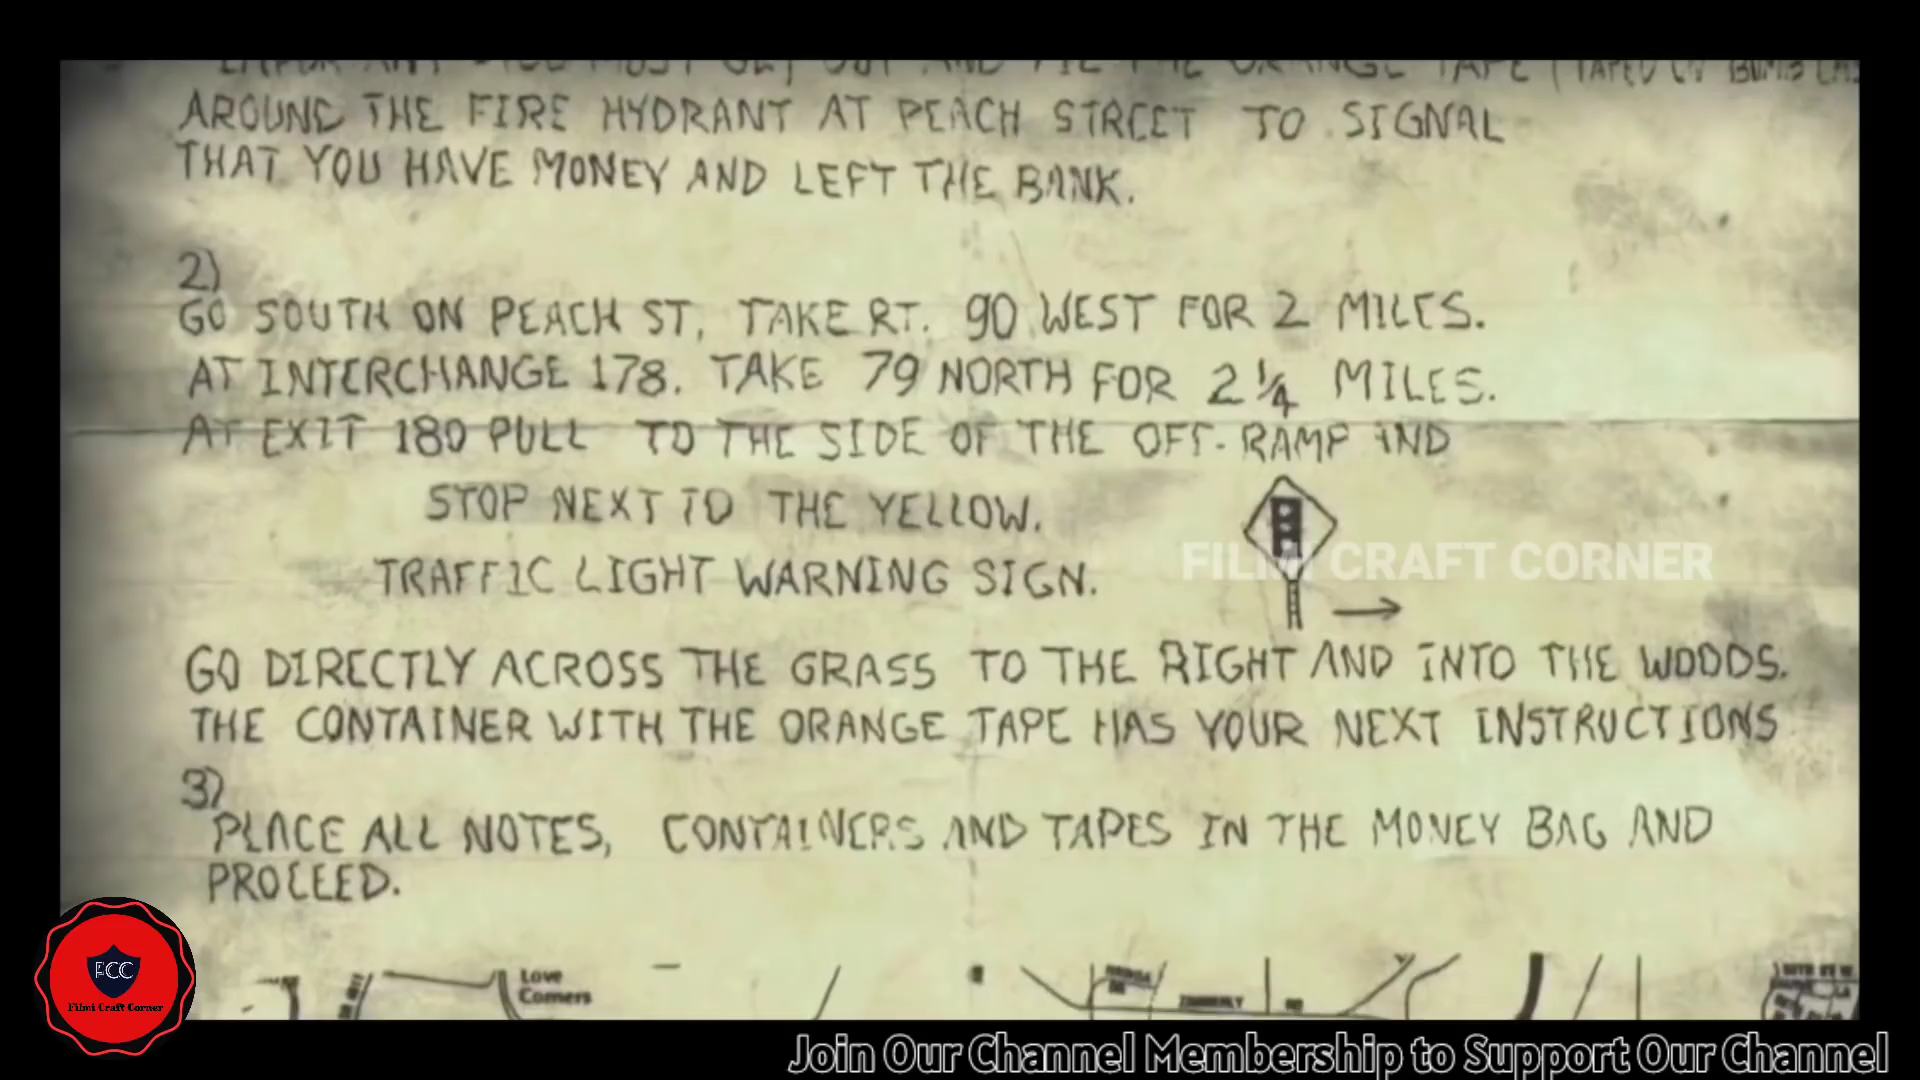 AROUND THE FIRE HYDRANT AT PEACH STREET TO SIGNAL
THAT YOU HAVE MONEY AND LEFT THE BANK.
2)
GO SOUTH ON PEACH ST, TAKE RT. 90 WEST FOR 2 MILES.
AT INTERCHANGE 178. TAKE 79 NORTH FOR 2 1/4 MILES.
AT EXIT 180 PULL TO THE SIDE OF THE OFF-RAMP AND
STOP NEXT TO THE YELLOW.
TRAFFIC LIGHT WARNING SIGN.
FILMI CRAFT CORNER
GO DIRECTLY ACROSS THE GRASS TO THE RIGHT AND INTO THE WOODS.
THE CONTAINER WITH THE ORANGE TAPE HAS YOUR NEXT INSTRUCTIONS
3)
PLACE ALL NOTES, CONTAINERS AND TAPES IN THE MONEY BAG AND
PROCEED.
Love
Corners
FCC
Filmi Craft Corner
Join Our Channel Membership to Support Our Channel